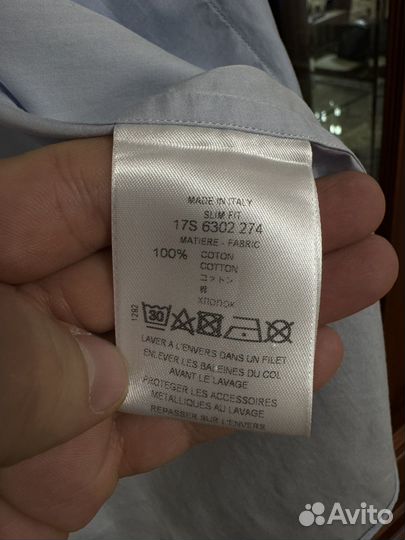 MADE IN ITALY
SLIM FIT
17S 6302 274
MATIERE - FABRIC
100% COTON
COTTON
コットン
棉
ХЛОПОК
1282
30
LAVER A L'ENVERS DANS UN FILET
ENLEVER LES BALEINES DU COL
AVANT LE LAVAGE
PROTEGER LES ACCESSOIRES
METALLIQUES AU LAVAGE
REPASSER SUR L'ENVERS
Avito